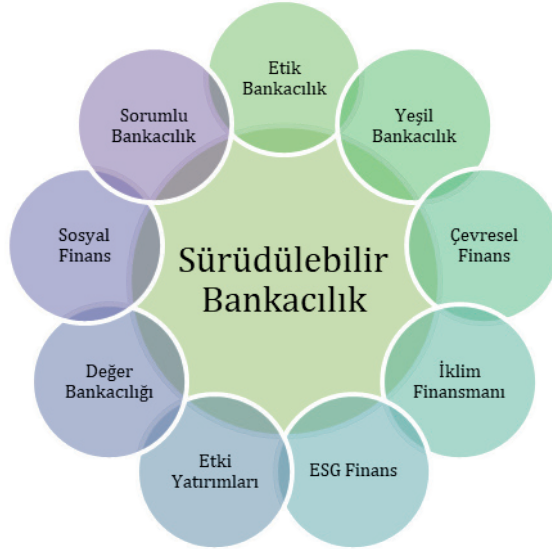 Etik
Bankacılık
Yeşil
Bankacılık
Çevresel
Finans
İklim
Finansmanı
ESG Finans
Etki
Yatırımları
Değer
Bankacılığı
Sosyal
Finans
Sorumlu
Bankacılık
Sürüdülebilir
Bankacılık